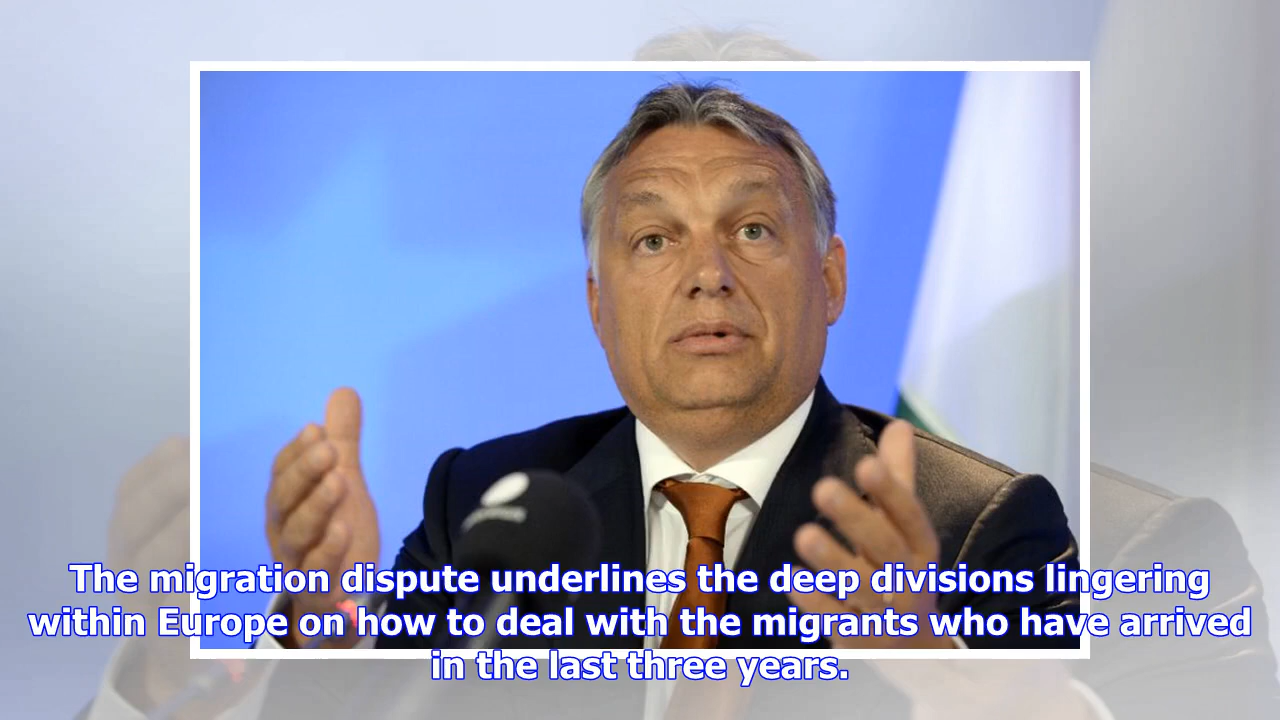 The migration dispute underlines the deep divisions lingering
within Europe on how to deal with the migrants who have arrived
in the last three years.